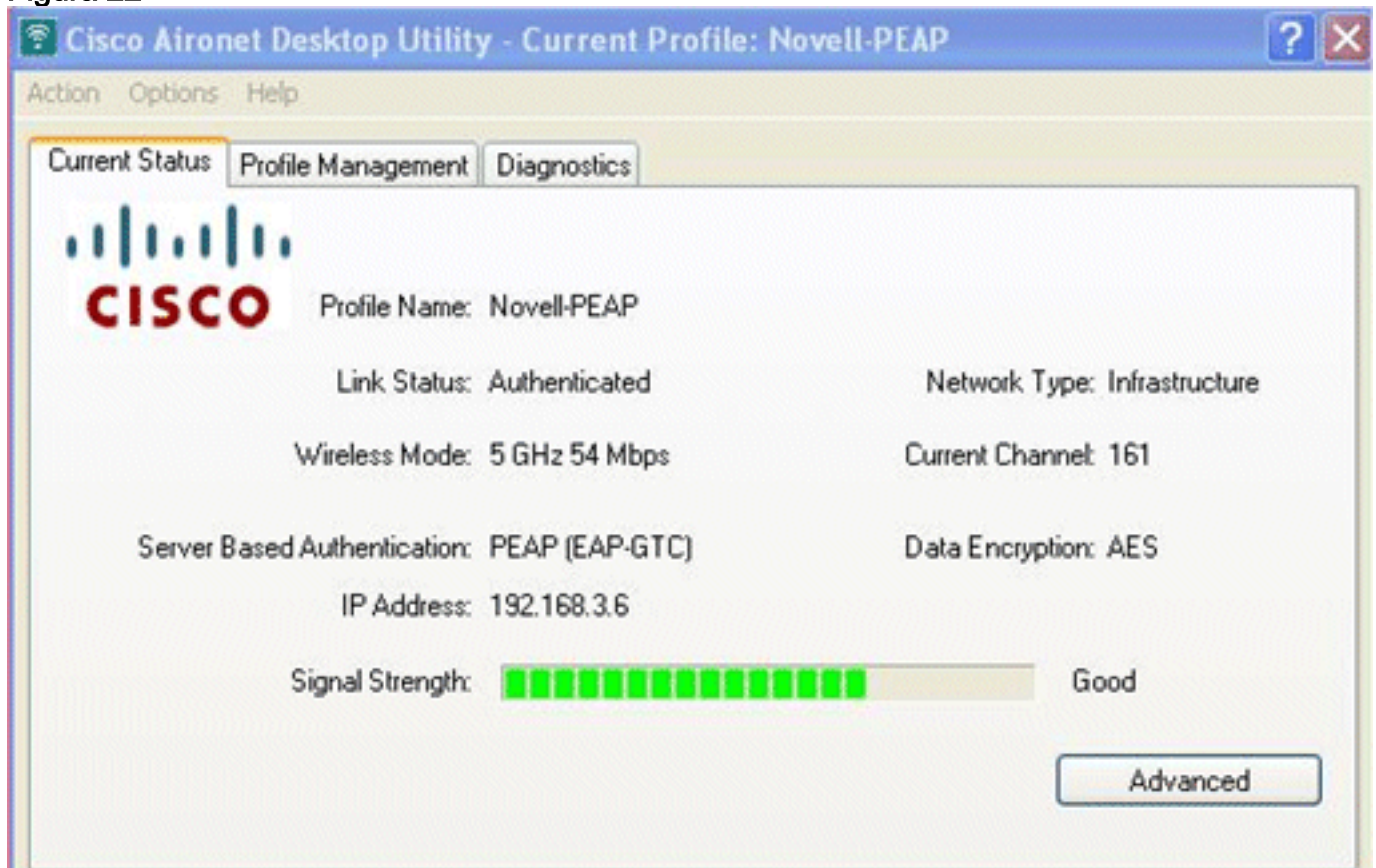 Cisco Aironet Desktop Utility - Current Profile: Novell-PEAP
Action Options Help
Current Status Profile Management Diagnostics
CISCO
Profile Name: Novell-PEAP
Link Status: Authenticated Network Type: Infrastructure
Wireless Mode: 5 GHz 54 Mbps Current Channel: 161
Server Based Authentication: PEAP (EAP-GTC) Data Encryption: AES
IP Address: 192.168.3.6
Signal Strength: Good
Advanced